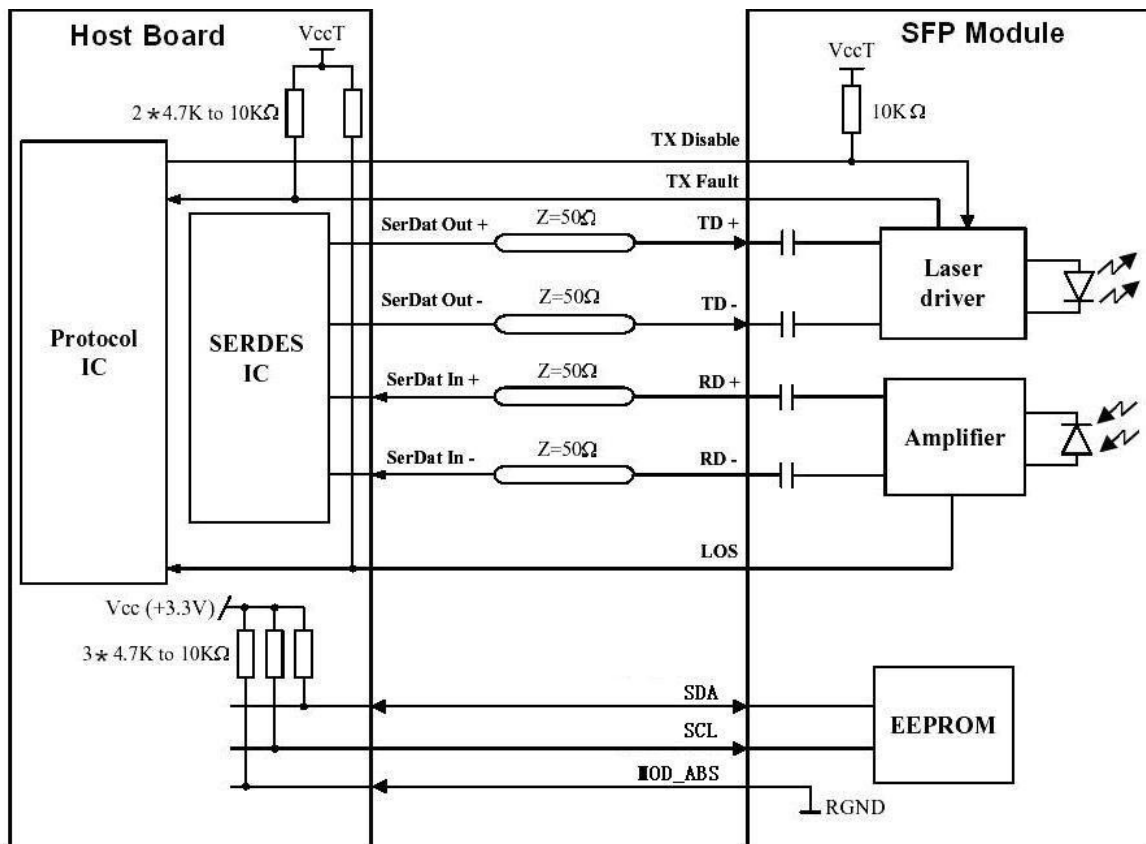 Host Board
SFP Module
VccT
VccT
2*4.7K to 10KΩ
10KΩ
TX Disable
TX Fault
SerDat Out +
Z=50Ω
TD +
Laser
driver
SerDat Out -
Z=50Ω
TD -
Protocol
IC
SERDES
IC
SerDat In +
Z=50Ω
RD +
Amplifier
SerDat In -
Z=50Ω
RD -
LOS
Vcc (+3.3V)
3* 4.7K to 10KΩ
SDA
SCL
EEPROM
MOD_ABS
RGND